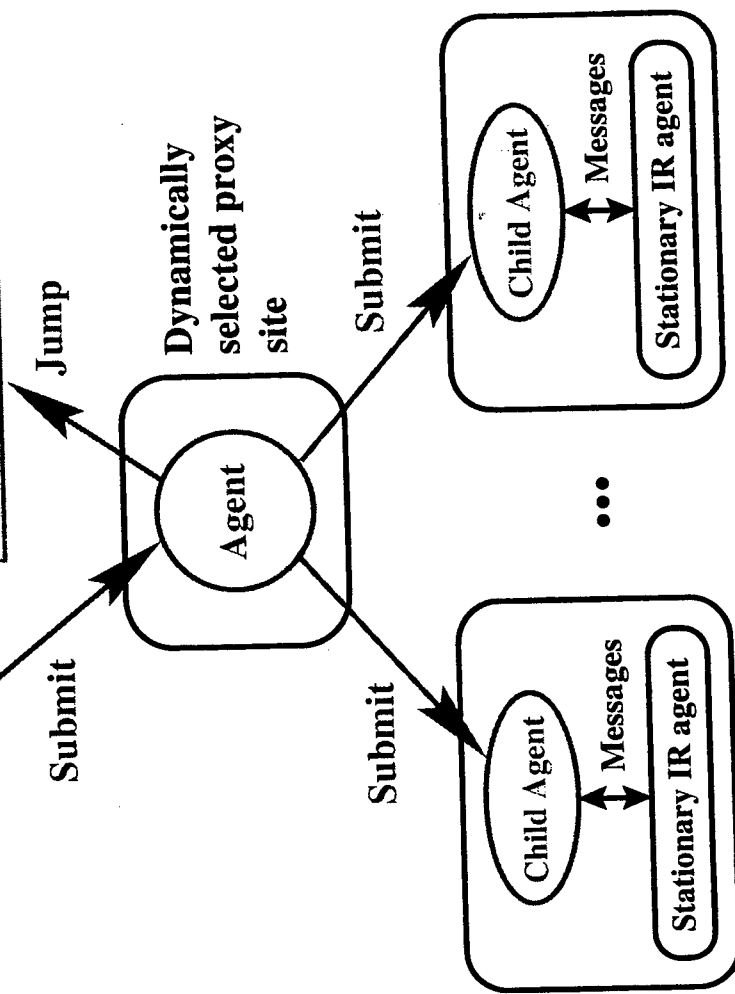 Jump
Submit
Dynamically
selected proxy
site
Agent
Submit
Submit
Child Agent
Messages
Stationary IR agent
...
Child Agent
Messages
Stationary IR agent